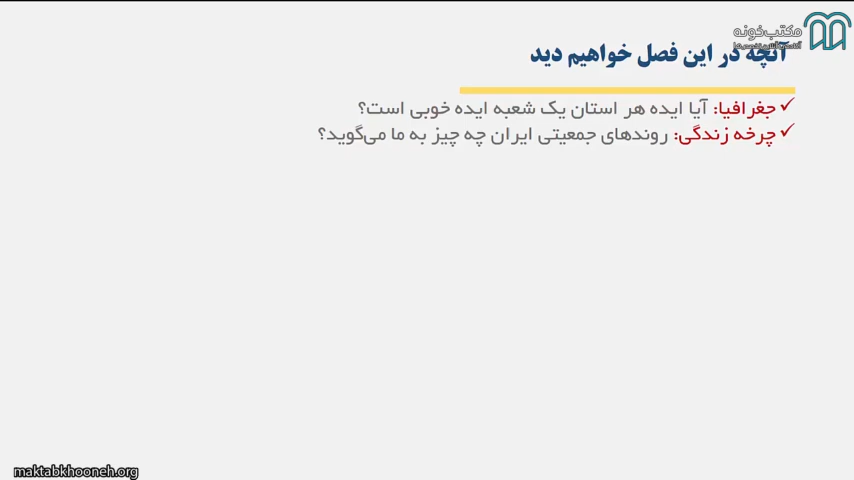 مکتب‌خونه
آنچه در این فصل خواهیم دید
✓ جغرافیا: آیا ایده هر استان یک شعبه ایده خوبی است؟
✓ چرخه زندگی: روندهای جمعیتی ایران چه چیز به ما می‌گوید؟
maktabkhooneh.org